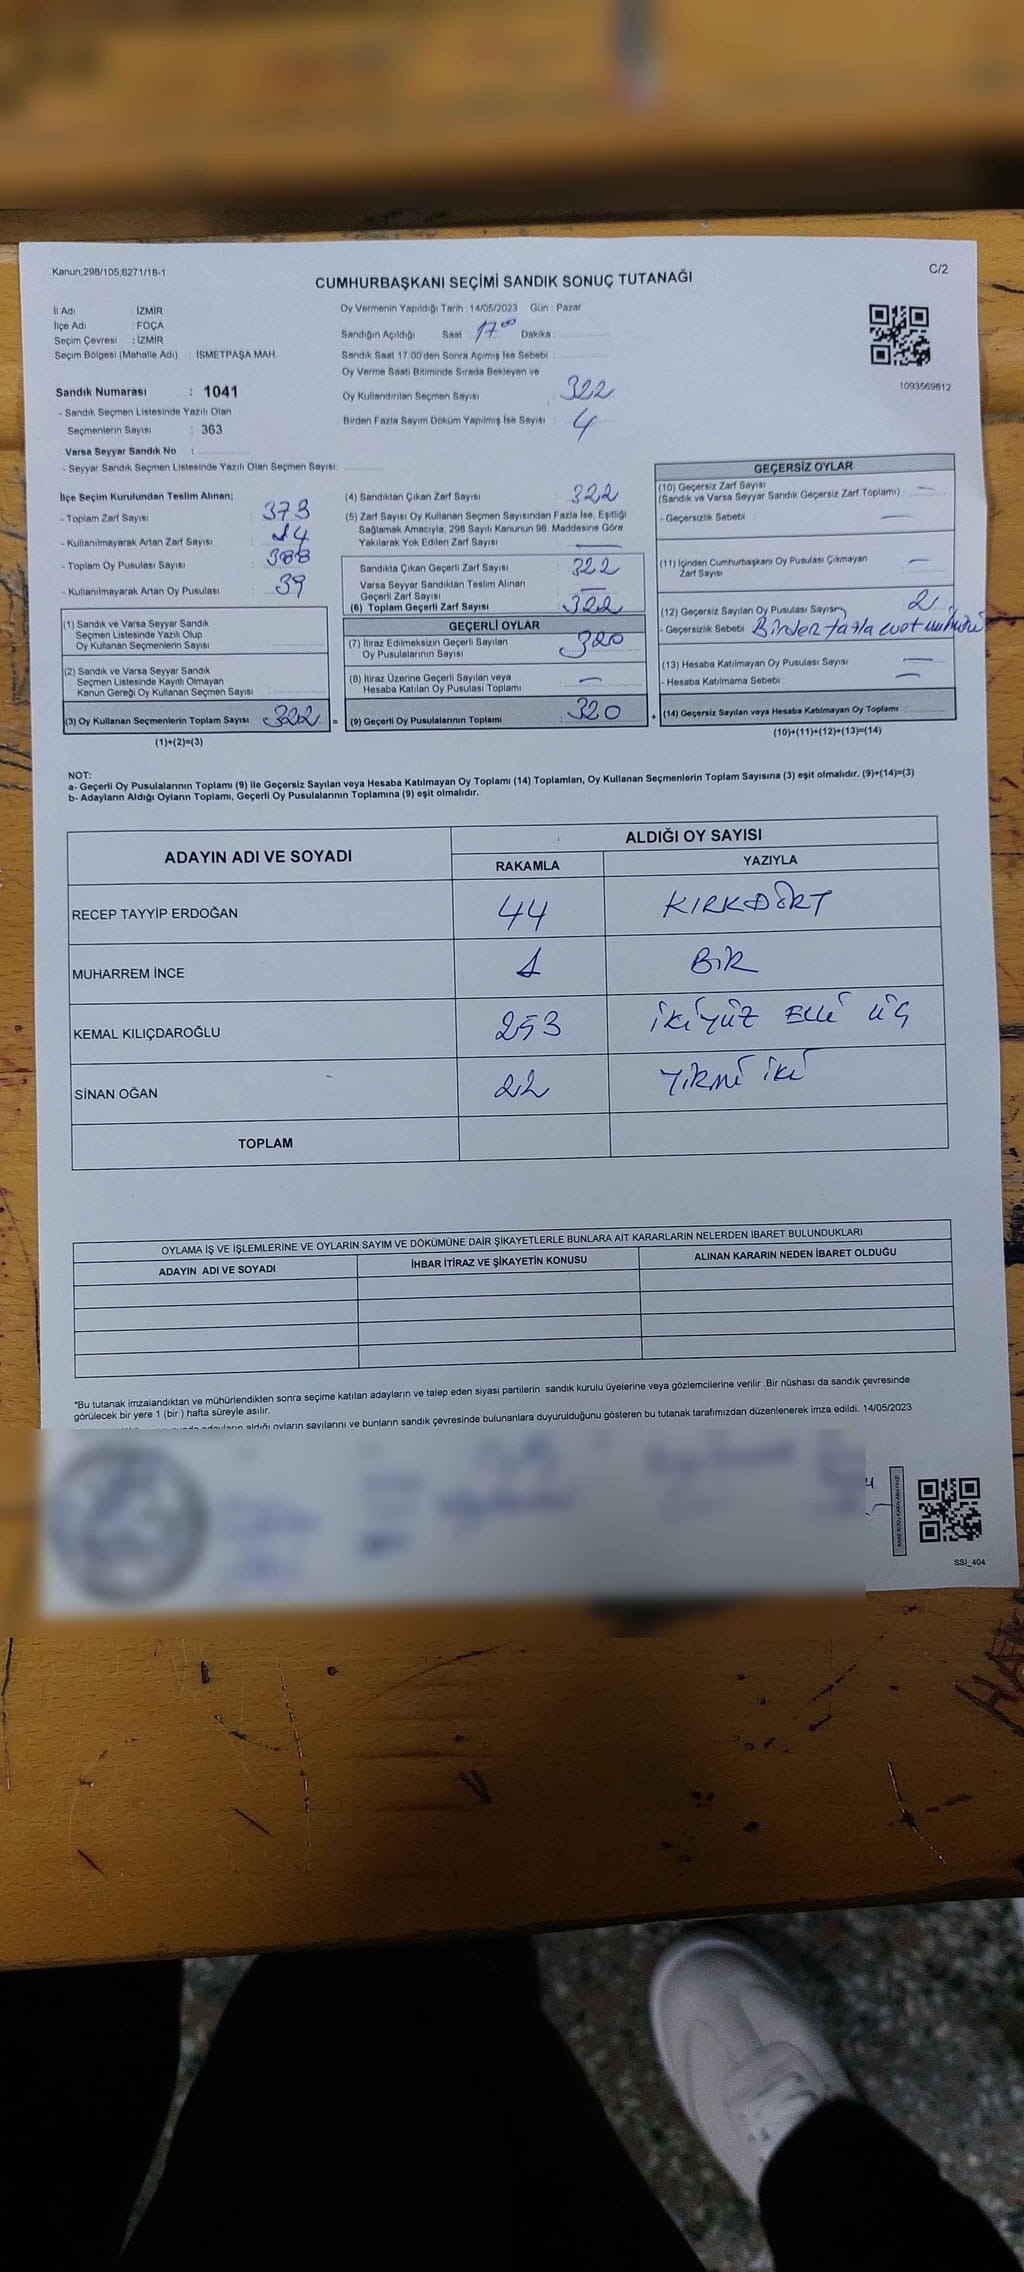 Kanun,298/105,6271/18-1
C/2
CUMHURBAŞKANI SEÇİMİ SANDIK SONUÇ TUTANAĞI
İl Adı : İZMİR
İlçe Adı : FOÇA
Seçim Çevresi : İZMİR
Seçim Bölgesi (Mahalle Adı) : İSMETPAŞA MAH.
Sandık Numarası : 1041
- Sandık Seçmen Listesinde Yazılı Olan
Seçmenlerin Sayısı : 363
Varsa Seyyar Sandık No :
- Seyyar Sandık Seçmen Listesinde Yazılı Olan Seçmen Sayısı:
Oy Vermenin Yapıldığı Tarih : 14/05/2023 Gün : Pazar
Sandığın Açıldığı Saat : 17 00 Dakika :
Sandık Saat 17:00'den Sonra Açımış İse Sebebi :
Oy Verme Saati Bitiminde Sırada Bekleyen ve
Oy Kullandırılan Seçmen Sayısı : 322
Birden Fazla Sayım Döküm Yapılmış İse Sayısı : 4
1093569812
İlçe Seçim Kurulundan Teslim Alınan;
- Toplam Zarf Sayısı : 373
- Kullanılmayarak Artan Zarf Sayısı :
- Toplam Oy Pusulası Sayısı :
- Kullanılmayarak Artan Oy Pusulası : 39
(1) Sandık ve Varsa Seyyar Sandık
Seçmen Listesinde Yazılı Olup
Oy Kullanan Seçmenlerin Sayısı :
(2) Sandık ve Varsa Seyyar Sandık
Seçmen Listesinde Kayıtlı Olmayan
Kanun Gereği Oy Kullanan Seçmen Sayısı :
(3) Oy Kullanan Seçmenlerin Toplam Sayısı : 322 =
(1)+(2)=(3)
(4) Sandıktan Çıkan Zarf Sayısı : 322
(5) Zarf Sayısı Oy Kullanan Seçmen Sayısından Fazla İse, Eşitliği
Sağlamak Amacıyla, 298 Sayılı Kanunun 98. Maddesine Göre
Yakılarak Yok Edilen Zarf Sayısı : —
Sandıkla Çıkan Geçerli Zarf Sayısı : 322
Varsa Seyyar Sandıktan Teslim Alınan
Geçerli Zarf Sayısı : —
(6) Toplam Geçerli Zarf Sayısı : 322
GEÇERLİ OYLAR
(7) İtiraz Edilmeksizin Geçerli Sayılan
Oy Pusulalarının Sayısı : 320
(8) İtiraz Üzerine Geçerli Sayılan veya
Hesaba Katılan Oy Pusulası Toplamı : —
(9) Geçerli Oy Pusulalarının Toplamı : 320 +
GEÇERSİZ OYLAR
(10) Geçersiz Zarf Sayısı : —
(Sandık ve Varsa Seyyar Sandık Geçersiz Zarf Toplamı)
- Geçersizlik Sebebi : —
(11) İçinden Cumhurbaşkanı Oy Pusulası Çıkmayan
Zarf Sayısı : —
(12) Geçersiz Sayılan Oy Pusulası Sayısı : 2
- Geçersizlik Sebebi : Birden fazla evet mührü
(13) Hesaba Katılmayan Oy Pusulası Sayısı : —
- Hesaba Katılmama Sebebi : —
(14) Geçersiz Sayılan veya Hesaba Katılmayan Oy Toplamı :
(10)+(11)+(12)+(13)=(14)
NOT:
a- Geçerli Oy Pusulalarının Toplamı (9) ile Geçersiz Sayılan veya Hesaba Katılmayan Oy Toplamı (14) Toplamları, Oy Kullanan Seçmenlerin Toplam Sayısına (3) eşit olmalıdır. (9)+(14)=(3)
b- Adayların Aldığı Oyların Toplamı, Geçerli Oy Pusulalarının Toplamına (9) eşit olmalıdır.
ADAYIN ADI VE SOYADI
ALDIĞI OY SAYISI
RAKAMLA YAZIYLA
RECEP TAYYİP ERDOĞAN 44 KIRKDÖRT
MUHARREM İNCE 1 BİR
KEMAL KILIÇDAROĞLU 253 İKİYÜZ ELLİ ÜÇ
SİNAN OĞAN 22 YİRMİ İKİ
TOPLAM
OYLAMA İŞ VE İŞLEMLERİNE VE OYLARIN SAYIM VE DÖKÜMÜNE DAİR ŞİKAYETLERLE BUNLARA AİT KARARLARIN NELERDEN İBARET BULUNDUKLARI
ADAYIN ADI VE SOYADI İHBAR İTİRAZ VE ŞİKAYETİN KONUSU ALINAN KARARIN NEDEN İBARET OLDUĞU
*Bu tutanak imzalandıktan ve mühürlendikten sonra seçime katılan adayların ve talep eden siyasi partilerin sandık kurulu üyelerine veya gözlemcilerine verilir. Bir nüshası da sandık çevresinde
görülecek bir yere 1 (bir) hafta süreyle asılır.
aldığı oyların sayılarını ve bunların sandık çevresinde bulunanlara duyurulduğunu gösteren bu tutanak tarafımızdan düzenlenerek imza edildi. 14/05/2023
SSI_404